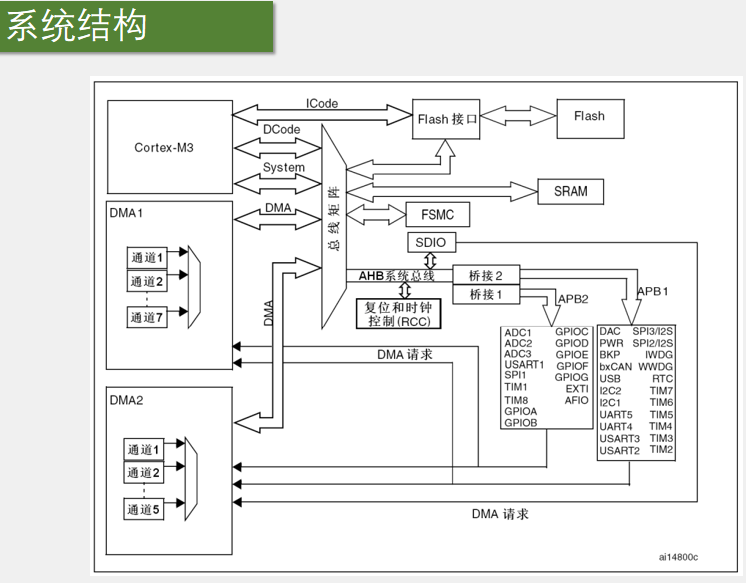 系统结构
ICode
Cortex-M3
DCode
System
Flash 接口
Flash
SRAM
DMA1
DMA
总线矩阵
FSMC
SDIO
通道1
通道2
通道7
AHB系统总线
桥接2
桥接1
复位和时钟
控制(RCC)
APB2
APB1
DMA
DMA 请求
ADC1 GPIOC
ADC2 GPIOD
ADC3 GPIOE
USART1 GPIOF
SPI1 GPIOG
TIM1 EXTI
TIM8 AFIO
GPIOA
GPIOB
DAC SPI3/I2S
PWR SPI2/I2S
BKP IWDG
bxCAN WWDG
USB RTC
I2C2 TIM7
I2C1 TIM6
UART5 TIM5
UART4 TIM4
USART3 TIM3
USART2 TIM2
DMA2
通道1
通道2
通道5
DMA 请求
ai14800c